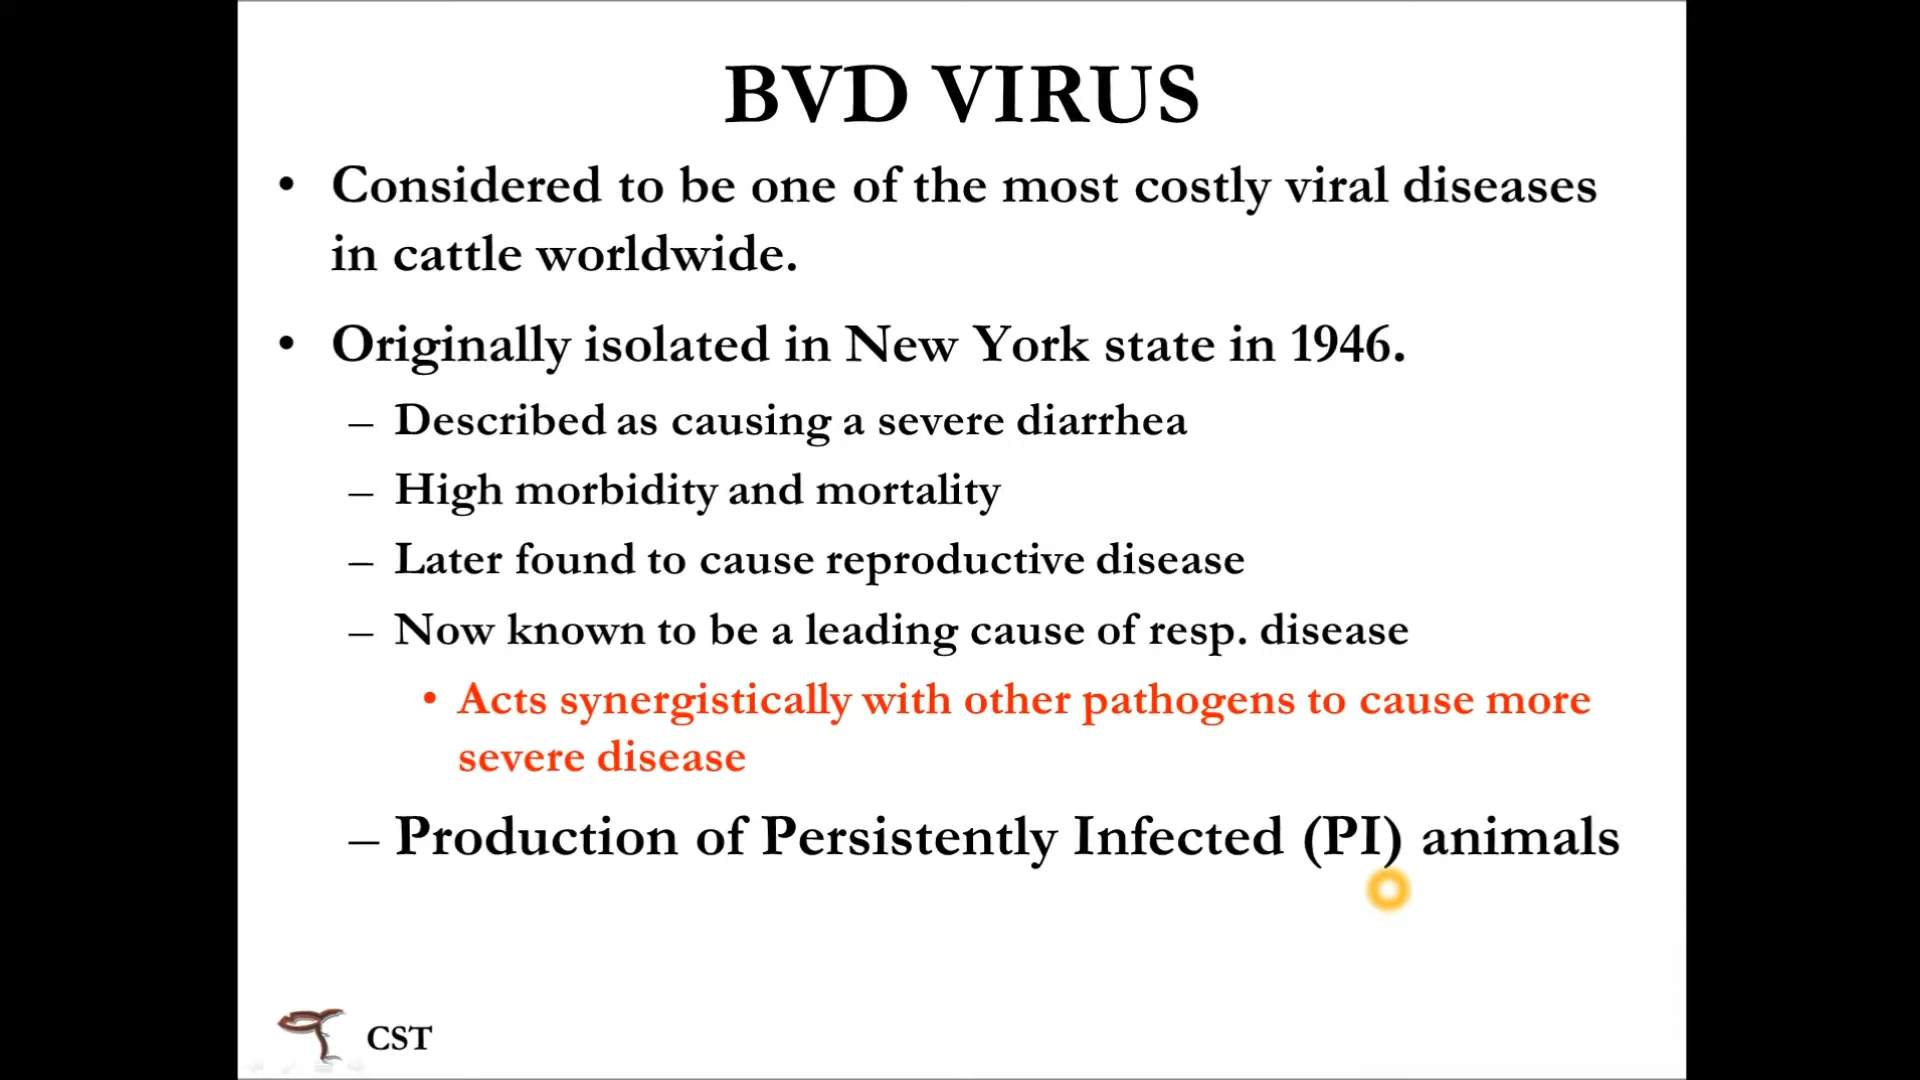 BVD VIRUS
• Considered to be one of the most costly viral diseases
in cattle worldwide.
• Originally isolated in New York state in 1946.
– Described as causing a severe diarrhea
– High morbidity and mortality
– Later found to cause reproductive disease
– Now known to be a leading cause of resp. disease
• Acts synergistically with other pathogens to cause more
severe disease
– Production of Persistently Infected (PI) animals
CST